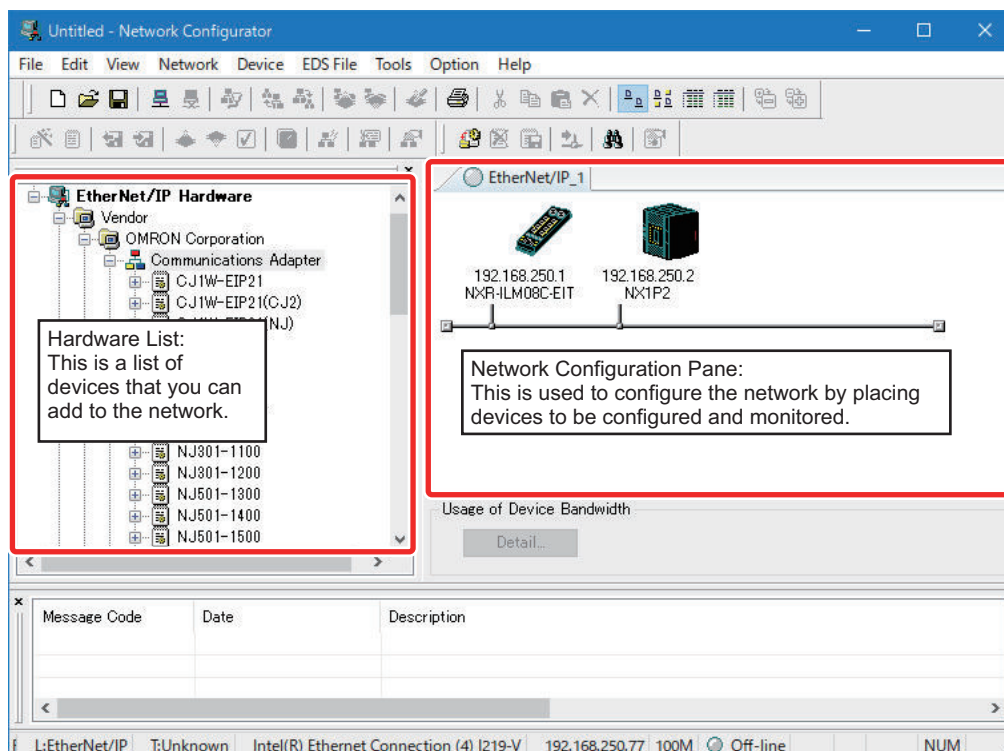 Untitled - Network Configurator
File Edit View Network Device EDS File Tools Option Help
EtherNet/IP Hardware
Vendor
OMRON Corporation
Communications Adapter
CJ1W-EIP21
CJ1W-EIP21(CJ2)
(NJ)
Hardware List:
This is a list of
devices that you can
add to the network.
NJ301-1100
NJ301-1200
NJ501-1300
NJ501-1400
NJ501-1500
EtherNet/IP_1
192.168.250.1 192.168.250.2
NXR-ILM08C-EIT NX1P2
Network Configuration Pane:
This is used to configure the network by placing
devices to be configured and monitored.
Usage of Device Bandwidth
Detail...
Message Code Date Description
L:EtherNet/IP T:Unknown Intel(R) Ethernet Connection (4) I219-V 192.168.250.77 100M Off-line NUM